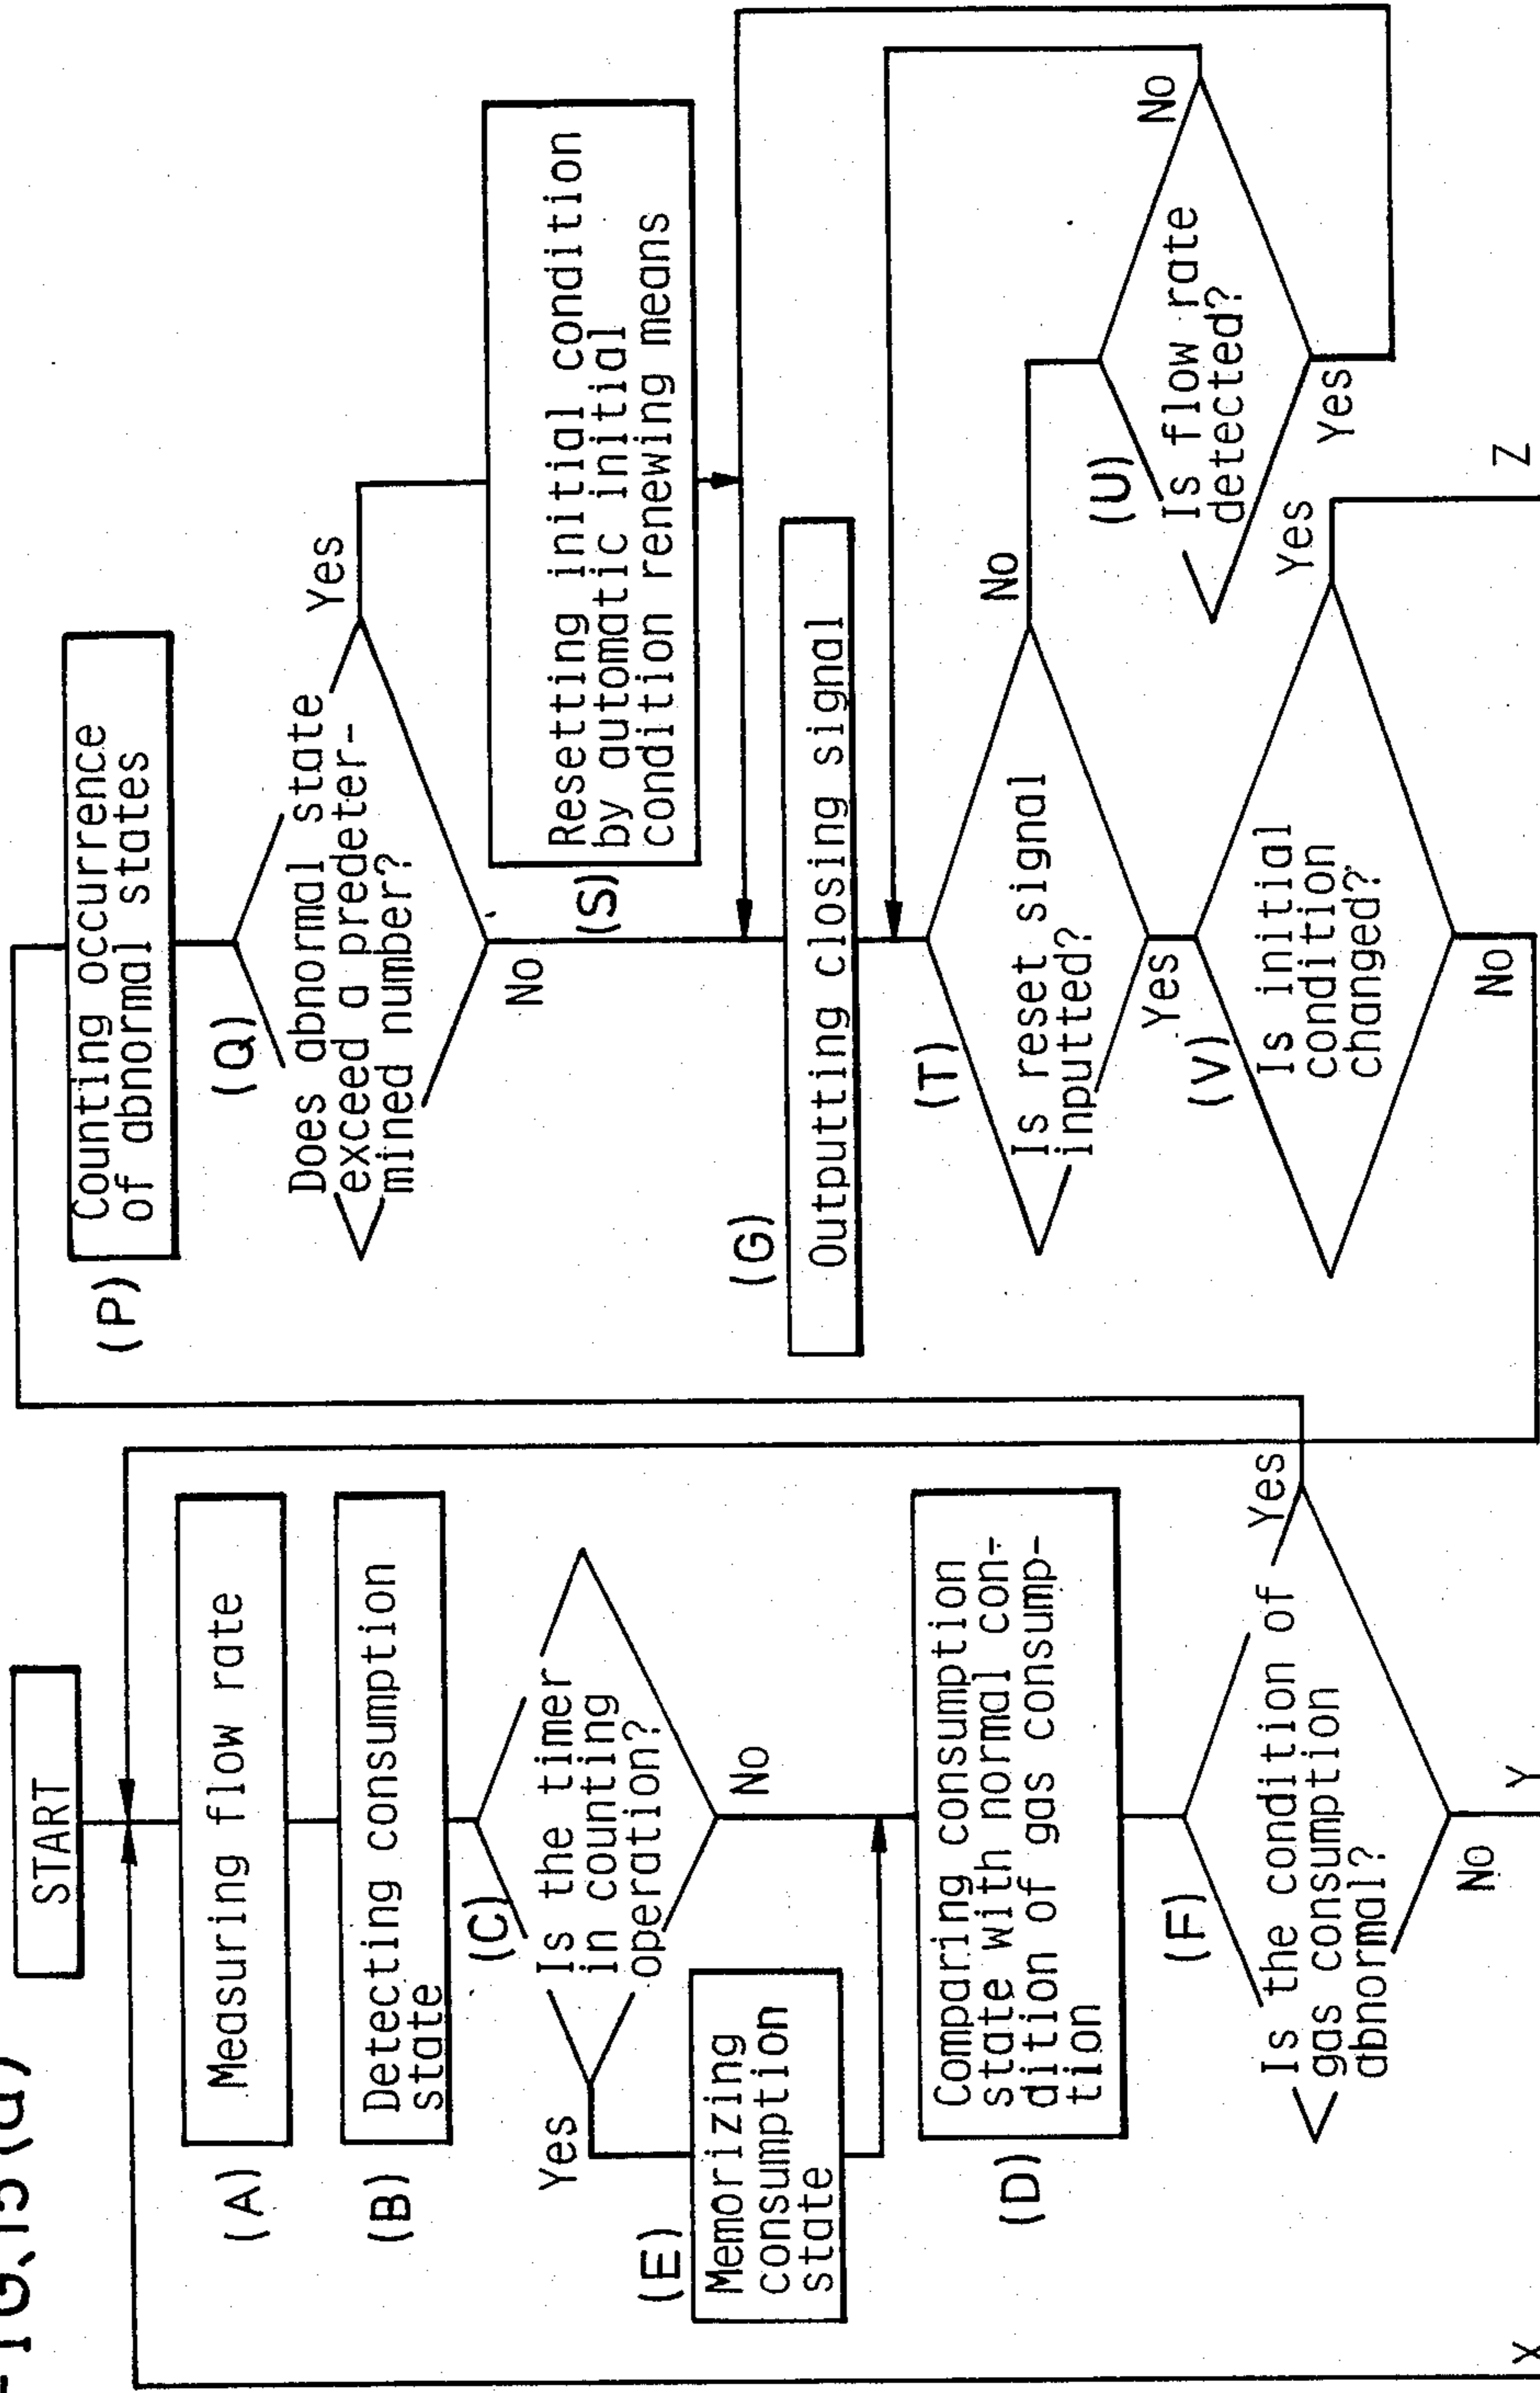 START
(A)
Measuring flow rate
(B)
Detecting consumption
state
(C)
Is the timer
in counting
operation?
Yes
No
(E)
Memorizing
consumption
state
(D)
Comparing consumption
state with normal con-
dition of gas consump-
tion
(F)
Is the condition of
gas consumption
abnormal?
Yes
No
X
Y
(P)
Counting occurrence
of abnormal states
(Q)
Does abnormal state
exceed a predeter-
mined number?
Yes
No
(S)
Resetting initial condition
by automatic initial
condition renewing means
(G)
Outputting closing signal
(T)
Is reset signal
inputted?
No
Yes
(U)
Is flow rate
detected?
No
Yes
(V)
Is initial
condition
changed?
Yes
No
Z